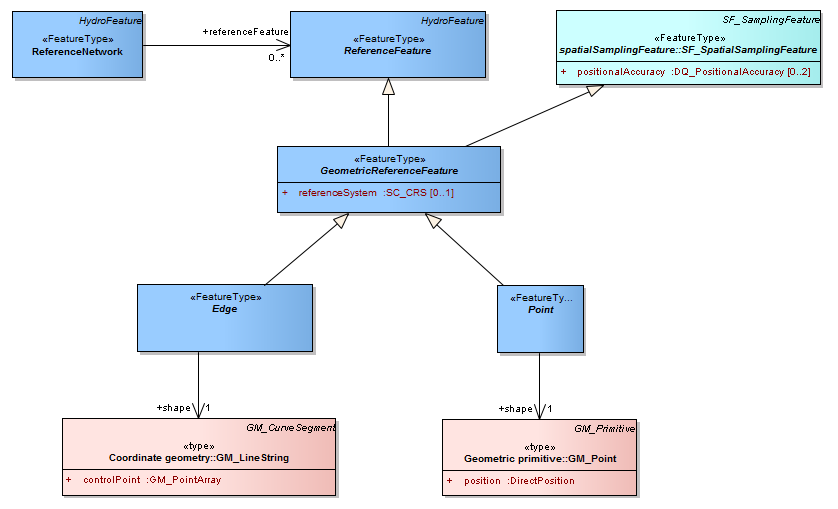 HydroFeature
«FeatureType»
ReferenceNetwork
+referenceFeature
0..*
HydroFeature
«FeatureType»
ReferenceFeature
SF_SamplingFeature
«FeatureType»
spatialSamplingFeature::SF_SpatialSamplingFeature
+ positionalAccuracy :DQ_PositionalAccuracy [0..2]
«FeatureType»
GeometricReferenceFeature
+ referenceSystem :SC_CRS [0..1]
«FeatureType»
Edge
«FeatureTy...
Point
+shape
1
+shape
1
GM_CurveSegment
«type»
Coordinate geometry::GM_LineString
+ controlPoint :GM_PointArray
GM_Primitive
«type»
Geometric primitive::GM_Point
+ position :DirectPosition